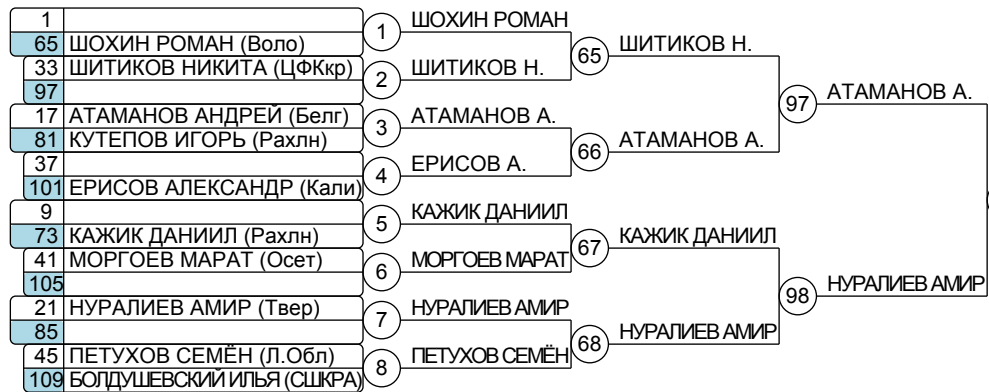 1
65 ШОХИН РОМАН (Воло)
33 ШИТИКОВ НИКИТА (ЦФКкр)
97
17 АТАМАНОВ АНДРЕЙ (Белг)
81 КУТЕПОВ ИГОРЬ (Рахлн)
37
101 ЕРИСОВ АЛЕКСАНДР (Кали)
9
73 КАЖИК ДАНИИЛ (Рахлн)
41 МОРГОЕВ МАРАТ (Осет)
105
21 НУРАЛИЕВ АМИР (Твер)
85
45 ПЕТУХОВ СЕМЁН (Л.Обл)
109 БОЛДУШЕВСКИЙ ИЛЬЯ (СШКРА)
1 ШОХИН РОМАН
2 ШИТИКОВ Н.
3 АТАМАНОВ А.
4 ЕРИСОВ А.
5 КАЖИК ДАНИИЛ
6 МОРГОЕВ МАРАТ
7 НУРАЛИЕВ АМИР
8 ПЕТУХОВ СЕМЁН
65 ШИТИКОВ Н.
66 АТАМАНОВ А.
67 КАЖИК ДАНИИЛ
68 НУРАЛИЕВ АМИР
97 АТАМАНОВ А.
98 НУРАЛИЕВ АМИР